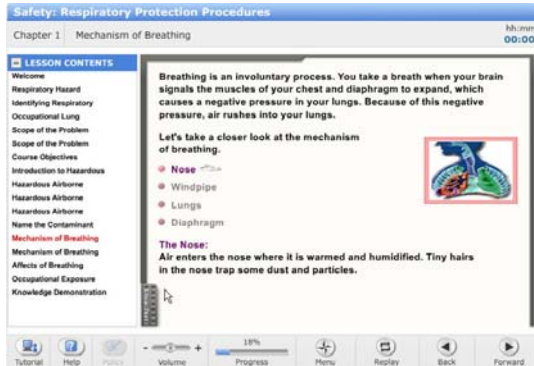 Safety: Respiratory Protection Procedures
Chapter 1 Mechanism of Breathing
hh:mm
00:00
LESSON CONTENTS
Welcome
Respiratory Hazard
Identifying Respiratory
Occupational Lung
Scope of the Problem
Scope of the Problem
Course Objectives
Introduction to Hazardous
Hazardous Airborne
Hazardous Airborne
Hazardous Airborne
Name the Contaminant
Mechanism of Breathing
Mechanism of Breathing
Affects of Breathing
Occupational Exposure
Knowledge Demonstration
Breathing is an involuntary process. You take a breath when your brain
signals the muscles of your chest and diaphragm to expand, which
causes a negative pressure in your lungs. Because of this negative
pressure, air rushes into your lungs.
Let's take a closer look at the mechanism
of breathing.
Nose
Windpipe
Lungs
Diaphragm
The Nose:
Air enters the nose where it is warmed and humidified. Tiny hairs
in the nose trap some dust and particles.
- +
18%
Tutorial Help Volume Progress Menu Replay Back Forward